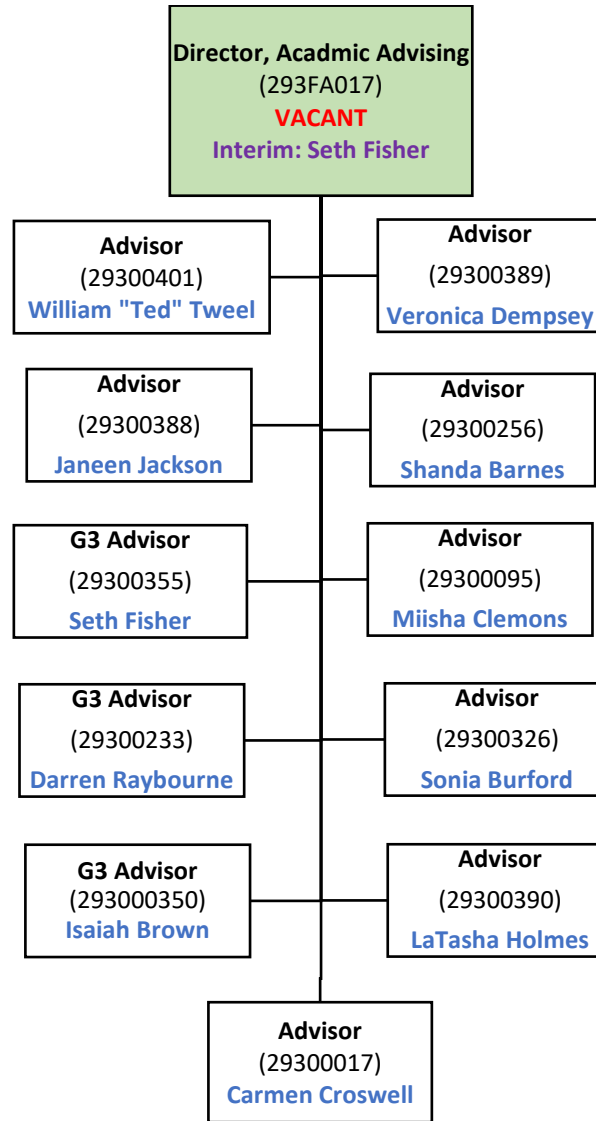 Director, Acadmic Advising
(293FA017)
VACANT
Interim: Seth Fisher
Advisor
(29300401)
William "Ted" Tweel
Advisor
(29300389)
Veronica Dempsey
Advisor
(29300388)
Janeen Jackson
Advisor
(29300256)
Shanda Barnes
G3 Advisor
(29300355)
Seth Fisher
Advisor
(29300095)
Miisha Clemons
G3 Advisor
(29300233)
Darren Raybourne
Advisor
(29300326)
Sonia Burford
G3 Advisor
(293000350)
Isaiah Brown
Advisor
(29300390)
LaTasha Holmes
Advisor
(29300017)
Carmen Croswell